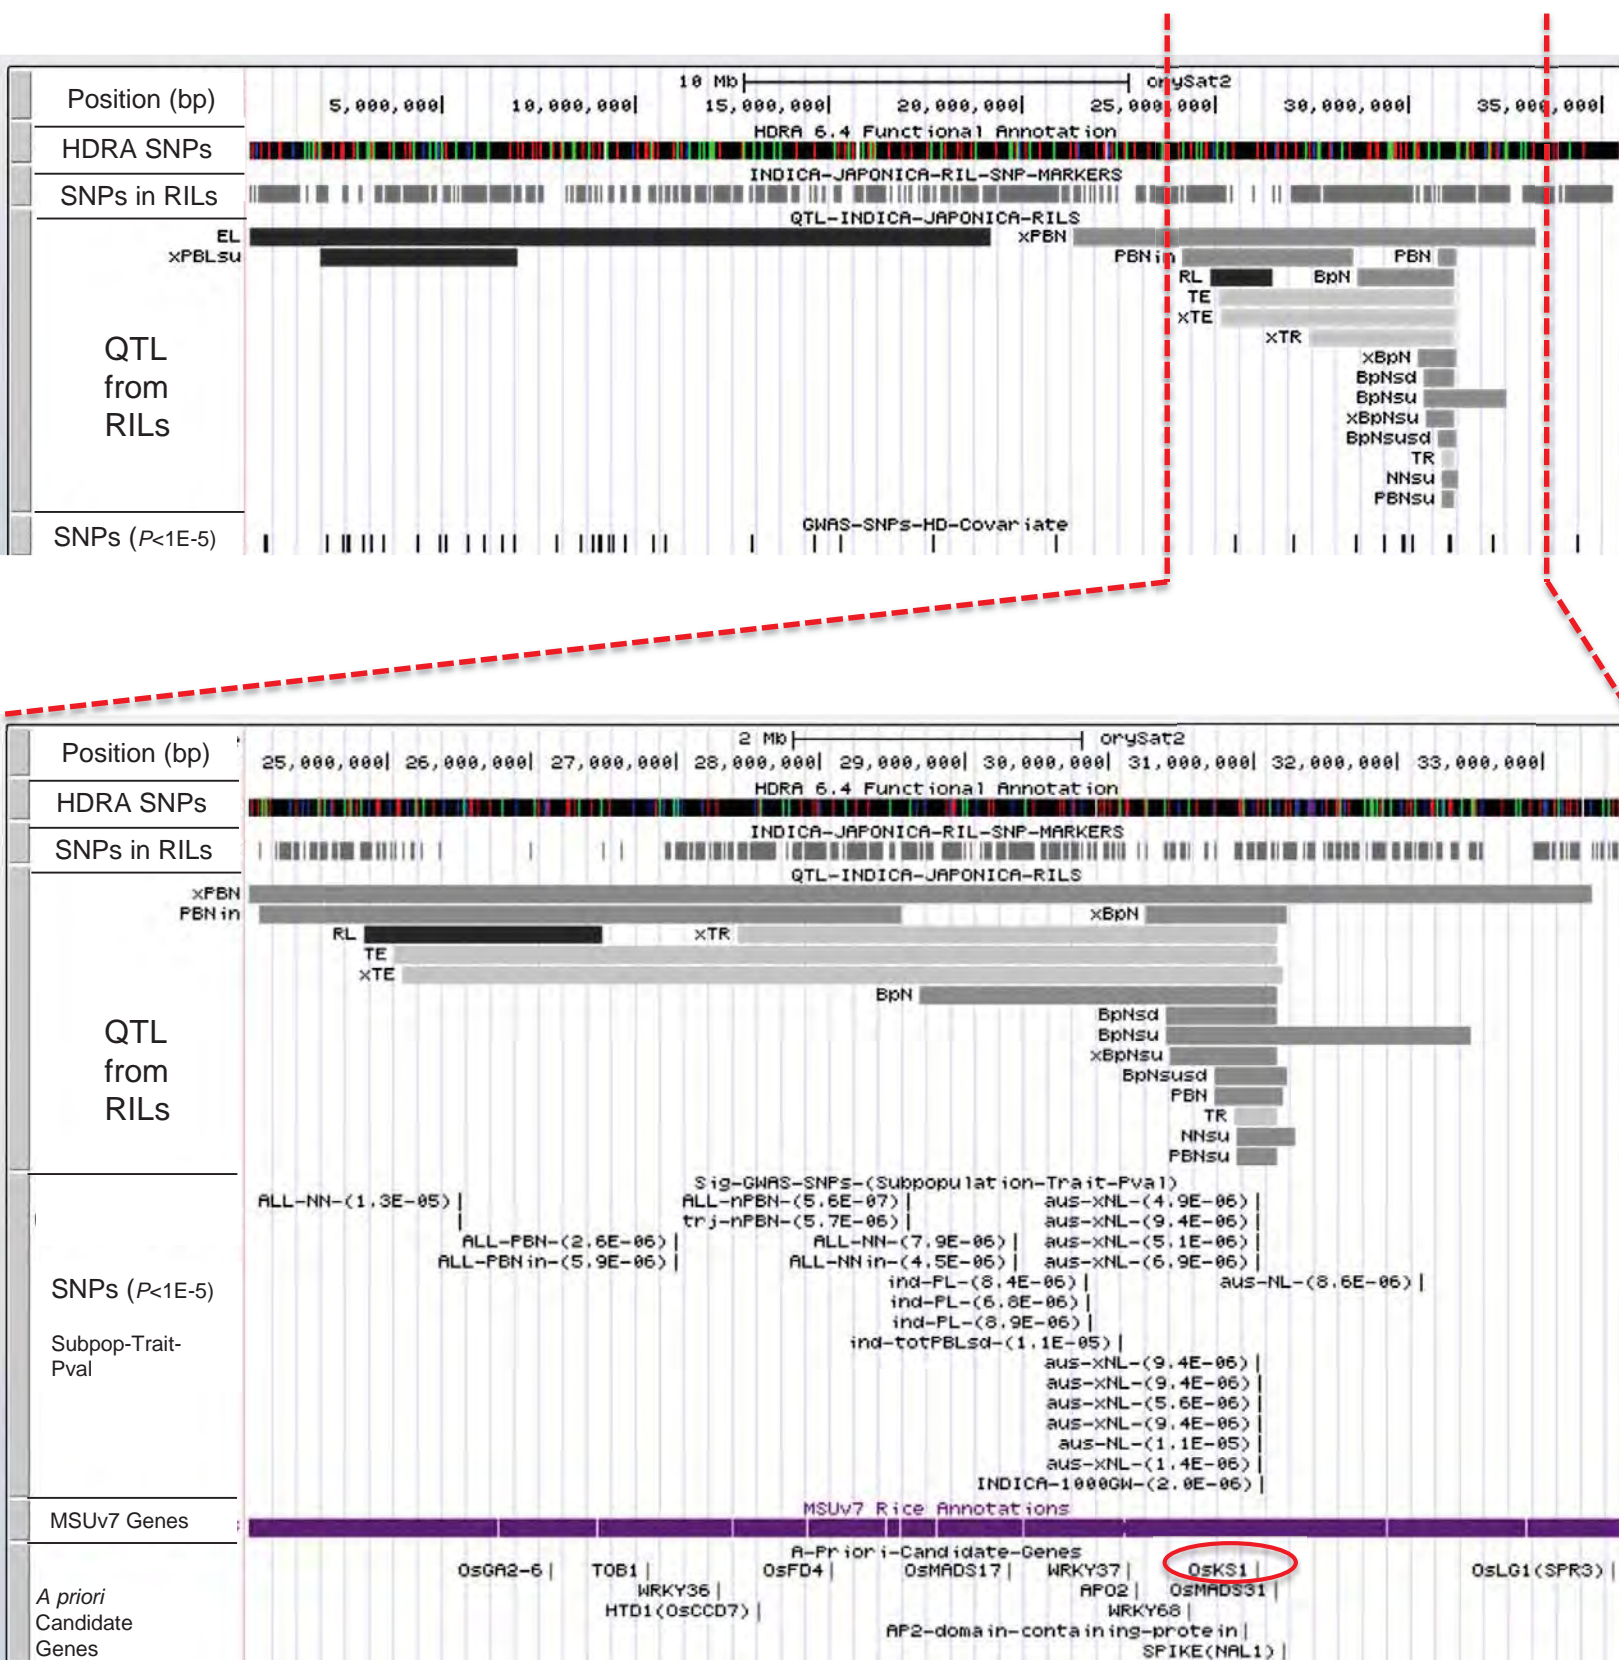 10 Mb orySat2
Position (bp) 5,000,000| 10,000,000| 15,000,000| 20,000,000| 25,000,000| 30,000,000| 35,000,000|
HDRA 6.4 Functional Annotation
HDRA SNPs
INDICA-JAPONICA-RIL-SNP-MARKERS
SNPs in RILs
QTL-INDICA-JAPONICA-RILS
EL xPBN
xPBLsu PBNin PBN
RL BpN
TE
xTE
xTR
QTL
from
RILs
xBpN
BpNsd
BpNsu
xBpNsu
BpNsusd
TR
NNsu
PBNsu
GWAS-SNPs-HD-Covariate
SNPs (P<1E-5)
2 Mb orySat2
Position (bp) 25,000,000| 26,000,000| 27,000,000| 28,000,000| 29,000,000| 30,000,000| 31,000,000| 32,000,000| 33,000,000|
HDRA 6.4 Functional Annotation
HDRA SNPs
INDICA-JAPONICA-RIL-SNP-MARKERS
SNPs in RILs
QTL-INDICA-JAPONICA-RILS
xPBN
PBNin xBpN
RL xTR
TE
xTE
BpN
QTL
from
RILs
BpNsd
BpNsu
xBpNsu
BpNsusd
PBN
TR
NNsu
PBNsu
Sig-GWAS-SNPs-(Subpopulation-Trait-Pval)
ALL-NN-(1.3E-05)| ALL-nPBN-(5.6E-07)| aus-xNL-(4.9E-06)|
trj-nPBN-(5.7E-06)| aus-xNL-(9.4E-06)|
ALL-PBN-(2.6E-06)| ALL-NN-(7.9E-06)| aus-xNL-(5.1E-06)|
ALL-PBNin-(5.9E-06)| ALL-NNin-(4.5E-06)| aus-xNL-(6.9E-06)|
ind-PL-(8.4E-06)| aus-NL-(8.6E-06)|
ind-PL-(6.8E-06)|
ind-PL-(8.9E-06)|
ind-totPBLsd-(1.1E-05)|
aus-xNL-(9.4E-06)|
aus-xNL-(9.4E-06)|
aus-xNL-(5.6E-06)|
aus-xNL-(9.4E-06)|
aus-NL-(1.1E-05)|
aus-xNL-(1.4E-06)|
INDICA-1000GW-(2.0E-06)|
SNPs (P<1E-5)
Subpop-Trait-
Pval
MSUv7 Rice Annotations
MSUv7 Genes
A-Priori-Candidate-Genes
OsGA2-6| TOB1| OsFD4| OsMADS17| WRKY37| OsKS1| OsLG1(SPR3)|
WRKY36| APO2| OsMADS31|
HTD1(OsCCD7)| WRKY68|
AP2-domain-containing-protein|
SPIKE(NAL1)|
A priori
Candidate
Genes